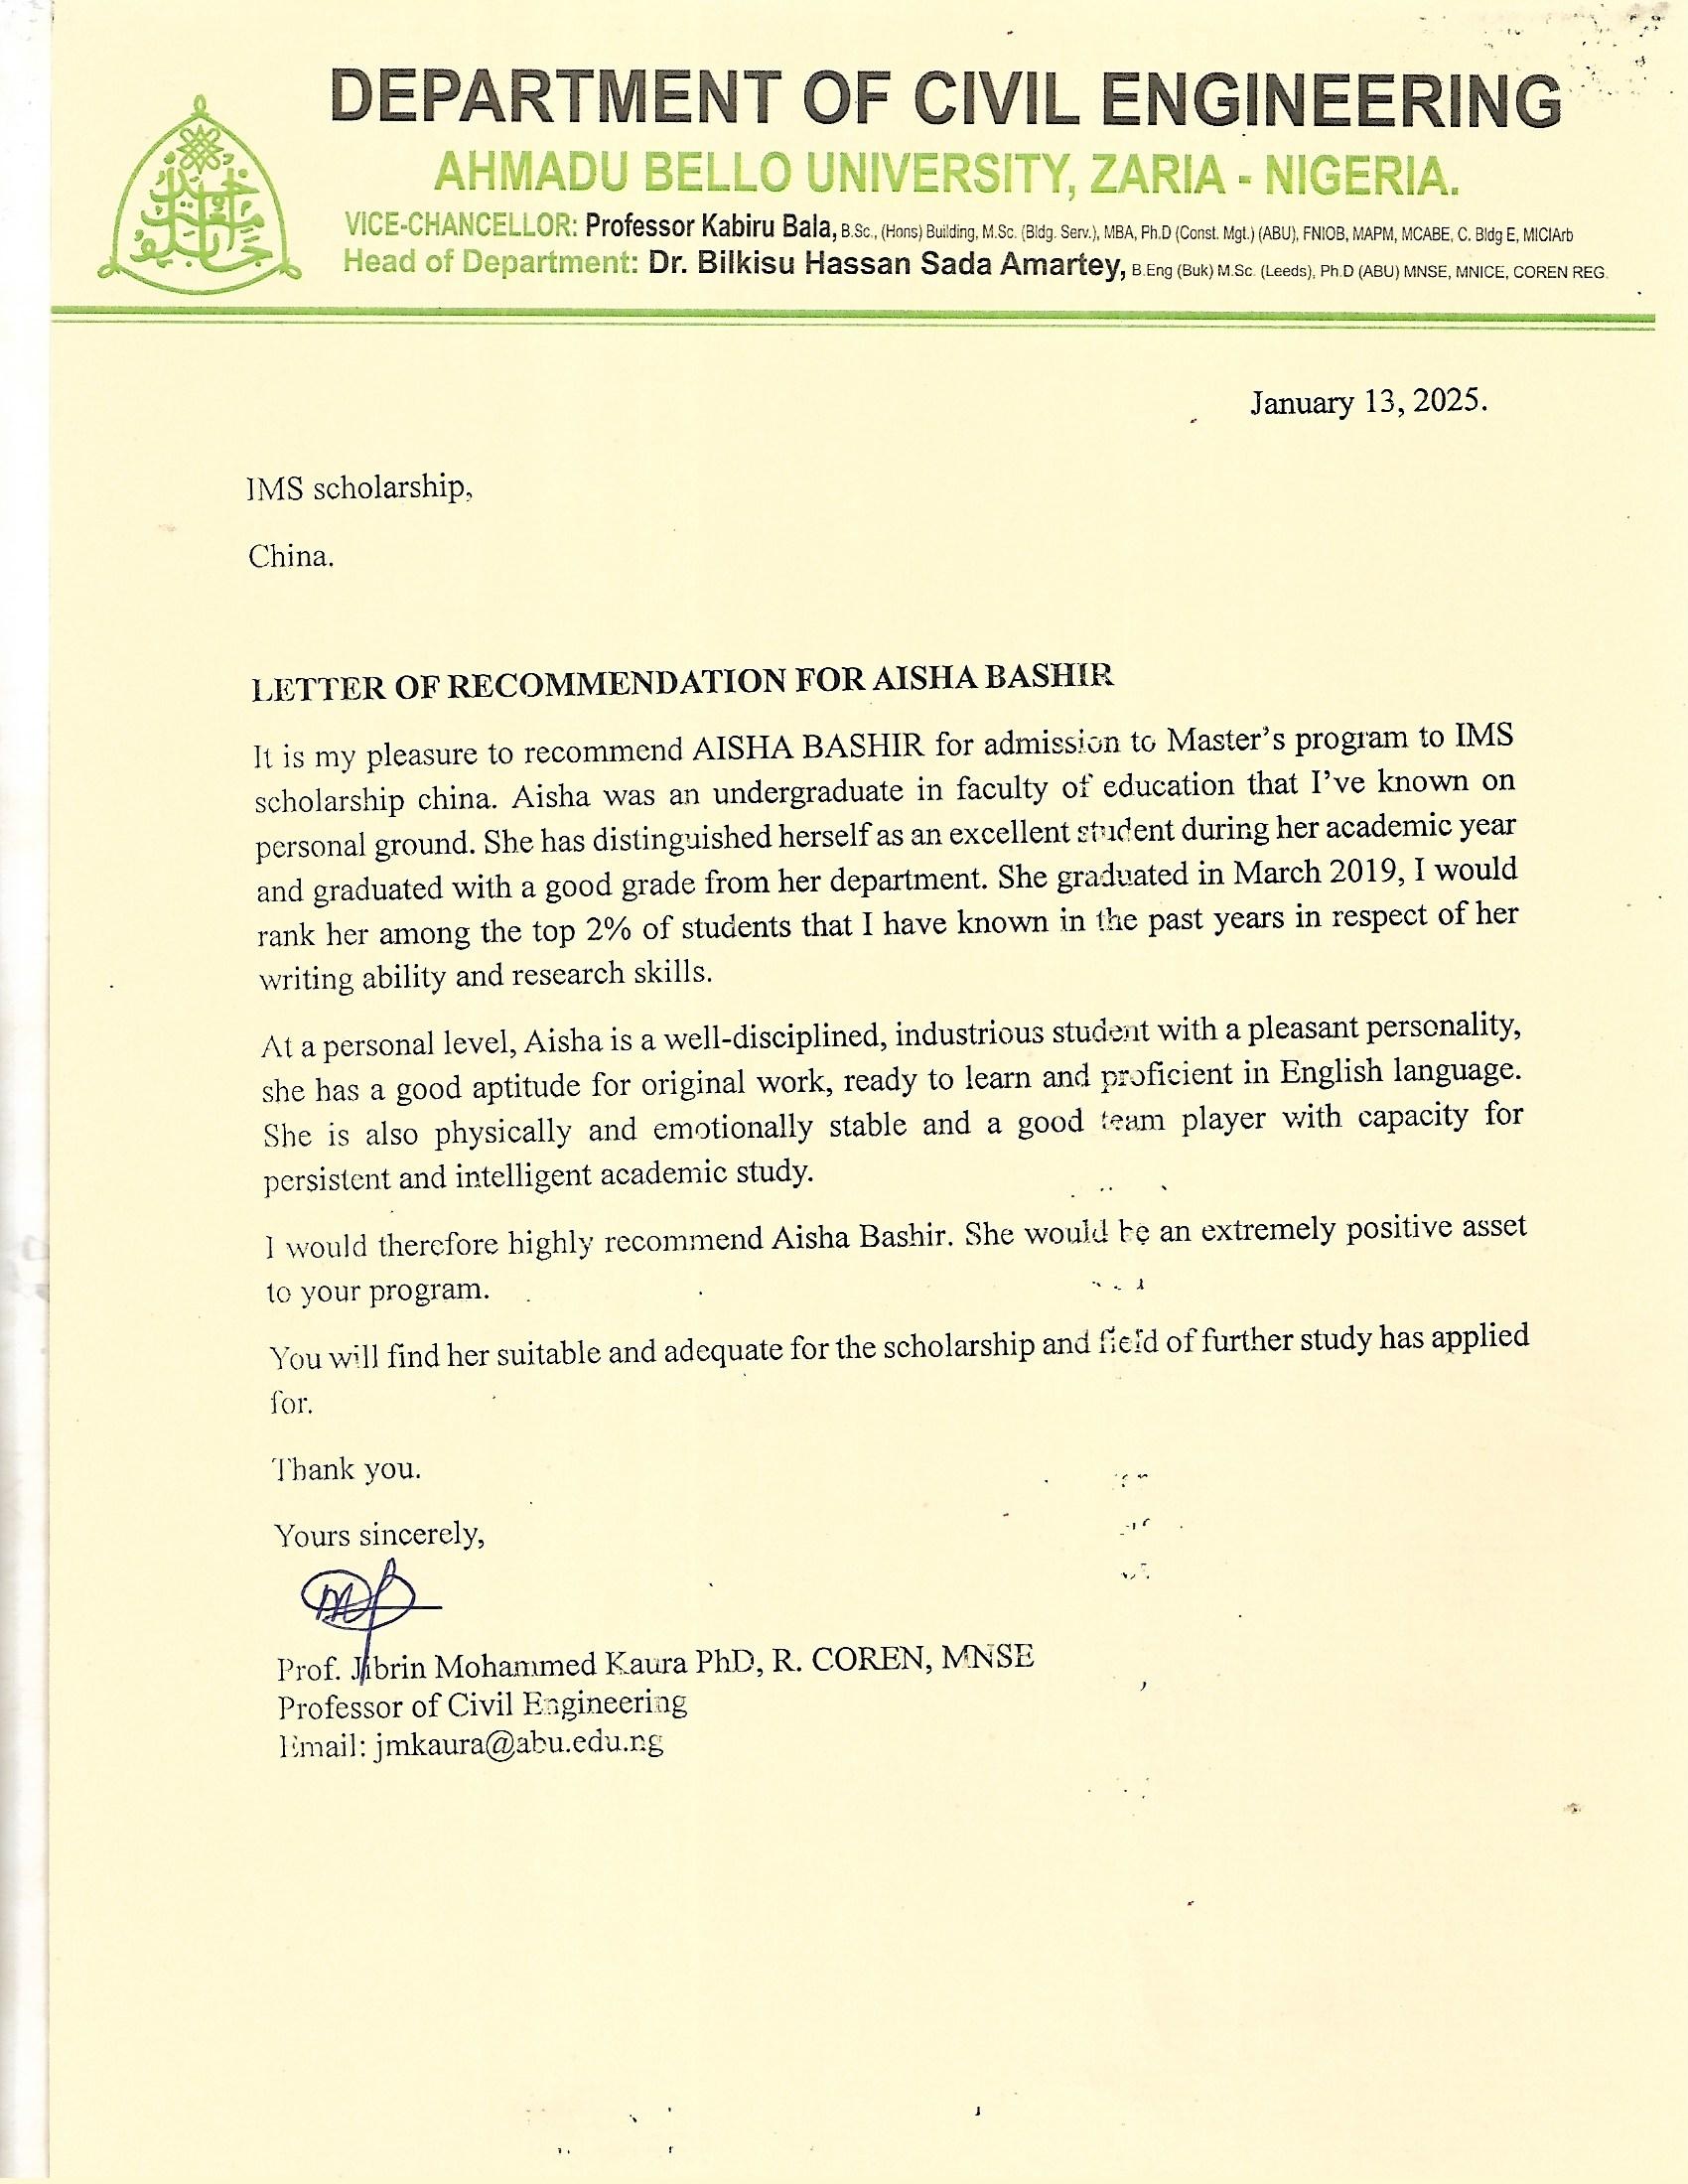 DEPARTMENT OF CIVIL ENGINEERING
AHMADU BELLO UNIVERSITY, ZARIA - NIGERIA.
VICE-CHANCELLOR: Professor Kabiru Bala, B.Sc., (Hons) Building, M.Sc. (Bldg. Serv.), MBA, Ph.D (Const. Mgt.) (ABU), FNIOB, MAPM, MCABE, C. Bldg E, MICIArb
Head of Department: Dr. Bilkisu Hassan Sada Amartey, B.Eng (Buk) M.Sc. (Leeds), Ph.D (ABU) MNSE, MNICE, COREN REG.
January 13, 2025.
IMS scholarship,
China.
LETTER OF RECOMMENDATION FOR AISHA BASHIR
It is my pleasure to recommend AISHA BASHIR for admission to Master's program to IMS
scholarship china. Aisha was an undergraduate in faculty of education that I've known on
personal ground. She has distinguished herself as an excellent student during her academic year
and graduated with a good grade from her department. She graduated in March 2019, I would
rank her among the top 2% of students that I have known in the past years in respect of her
writing ability and research skills.
At a personal level, Aisha is a well-disciplined, industrious student with a pleasant personality,
she has a good aptitude for original work, ready to learn and proficient in English language.
She is also physically and emotionally stable and a good team player with capacity for
persistent and intelligent academic study.
I would therefore highly recommend Aisha Bashir. She would be an extremely positive asset
to your program.
You will find her suitable and adequate for the scholarship and field of further study has applied
for.
Thank you.
Yours sincerely,
Prof. Jibrin Mohammed Kaura PhD, R. COREN, MNSE
Professor of Civil Engineering
Email: jmkaura@abu.edu.ng